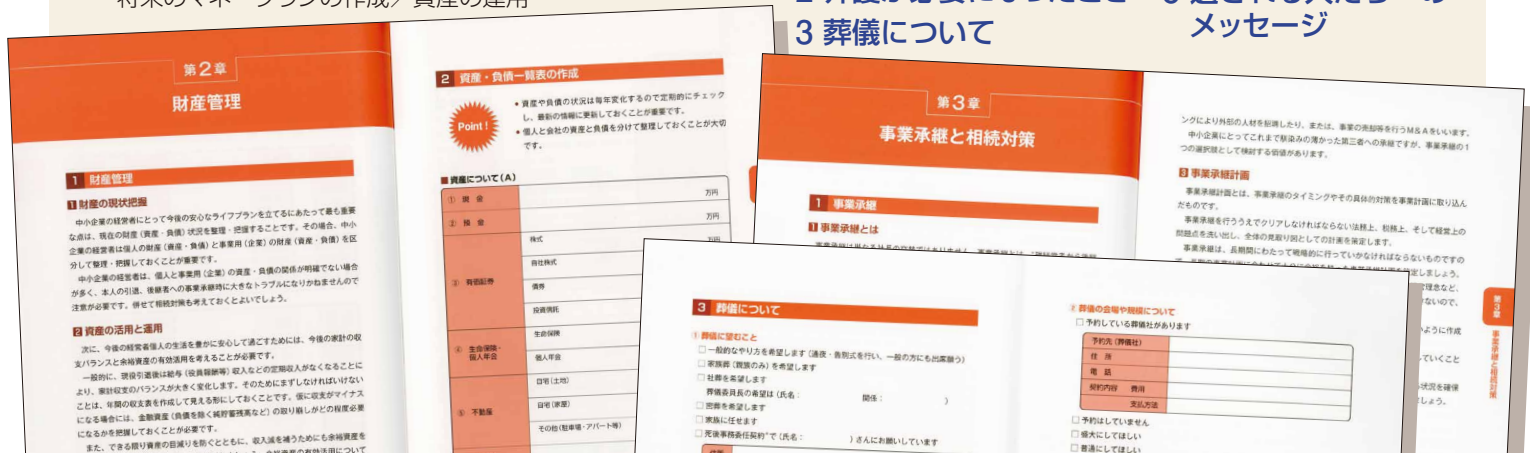 将来のマネープランの作成／資産の運用
3 葬儀について
メッセージ
第2章
財産管理
1 財産管理
1 財産の現状把握
中小企業の経営者にとって今後の安心なライフプランを立てるにあたって最も重要
な点は、現在の財産（資産・負債）状況を整理・把握することです。その場合、中小
企業の経営者は個人の財産（資産・負債）と事業用（企業）の財産（資産・負債）を区
分して整理・把握しておくことが重要です。
中小企業の経営者は、個人と事業用（企業）の資産・負債の関係が明確でない場合
が多く、本人の引退、後継者への事業承継時に大きなトラブルになりかねませんので
注意が必要です。併せて相続対策も考えておくとよいでしょう。
2 資産の活用と運用
次に、今後の経営者個人の生活を豊かに安心して過ごすためには、今後の家計の収
支バランスと余裕資産の有効活用を考えることが必要です。
一般的に、現役引退後は給与（役員報酬等）収入などの定期収入がなくなることに
より、家計収支のバランスが大きく変化します。そのためにまずしなければいけない
ことは、年間の収支表を作成して見える形にしておくことです。仮に収支がマイナス
になる場合には、金融資産（負債を除く純貯蓄残高など）の取り崩しがどの程度必要
になるかを把握しておくことが必要です。
また、できる限り資産の目減りを防ぐとともに、収入減を補うためにも余裕資産を
2 資産・負債一覧表の作成
Point!
• 資産や負債の状況は毎年変化するので定期的にチェック
し、最新の情報に更新しておくことが重要です。
• 個人と会社の資産と負債を分けて整理しておくことが大切
です。
■資産について（A）
① 現 金 万円
② 預 金 万円
③ 有価証券
株式 万円
自社株式
債券
投資信託
④ 生命保険・
個人年金
生命保険
個人年金
⑤ 不動産
自宅（土地）
自宅（家屋）
その他（駐車場・アパート等）
第3章
事業承継と相続対策
1 事業承継
1 事業承継とは
ングにより外部の人材を招聘したり、または、事業の売却等を行うM&Aをいいます。
中小企業にとってこれまで馴染みの薄かった第三者への承継ですが、事業承継の1
つの選択肢として検討する価値があります。
3 事業承継計画
事業承継計画とは、事業承継のタイミングやその具体的対策を事業計画に取り込ん
だものです。
事業承継を行ううえでクリアしなければならない法務上、税務上、そして経営上の
問題点を洗い出し、全体の見取り図としての計画を策定します。
事業承継は、長期間にわたって戦略的に行っていかなければならないものですの
第3章
事業承継と相続対策
3 葬儀について
① 葬儀に望むこと
□ 一般的なやり方を希望します（通夜・告別式を行い、一般の方にも出席願う）
□ 家族葬（親族のみ）を希望します
□ 社葬を希望します
葬儀委員長の希望は（氏名： 関係： ）
□ 密葬を希望します
□ 家族に任せます
□ 死後事務委任契約*で（氏名： ）さんにお願いしています
住所
② 葬儀の会場や規模について
□ 予約している葬儀社があります
予約先（葬儀社）
住 所
電 話
契約内容 費用
支払方法
□ 予約はしていません
□ 盛大にしてほしい
□ 普通にしてほしい